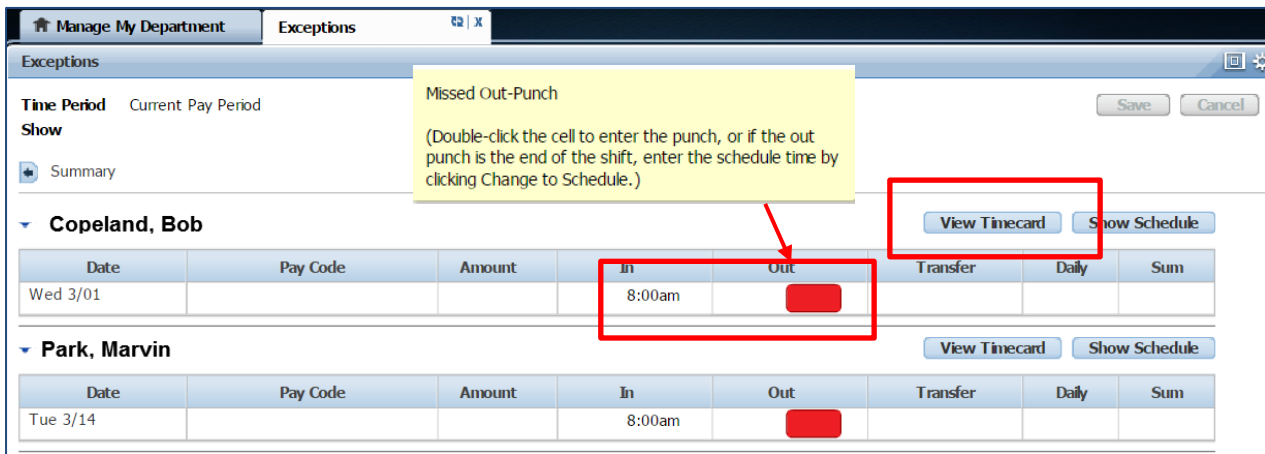 Manage My Department Exceptions X
Exceptions
Time Period Current Pay Period Save Cancel
Show
Missed Out-Punch
(Double-click the cell to enter the punch, or if the out
punch is the end of the shift, enter the schedule time by
clicking Change to Schedule.)
Summary
Copeland, Bob View Timecard Show Schedule
Date Pay Code Amount In Out Transfer Daily Sum
Wed 3/01 8:00am
Park, Marvin View Timecard Show Schedule
Date Pay Code Amount In Out Transfer Daily Sum
Tue 3/14 8:00am